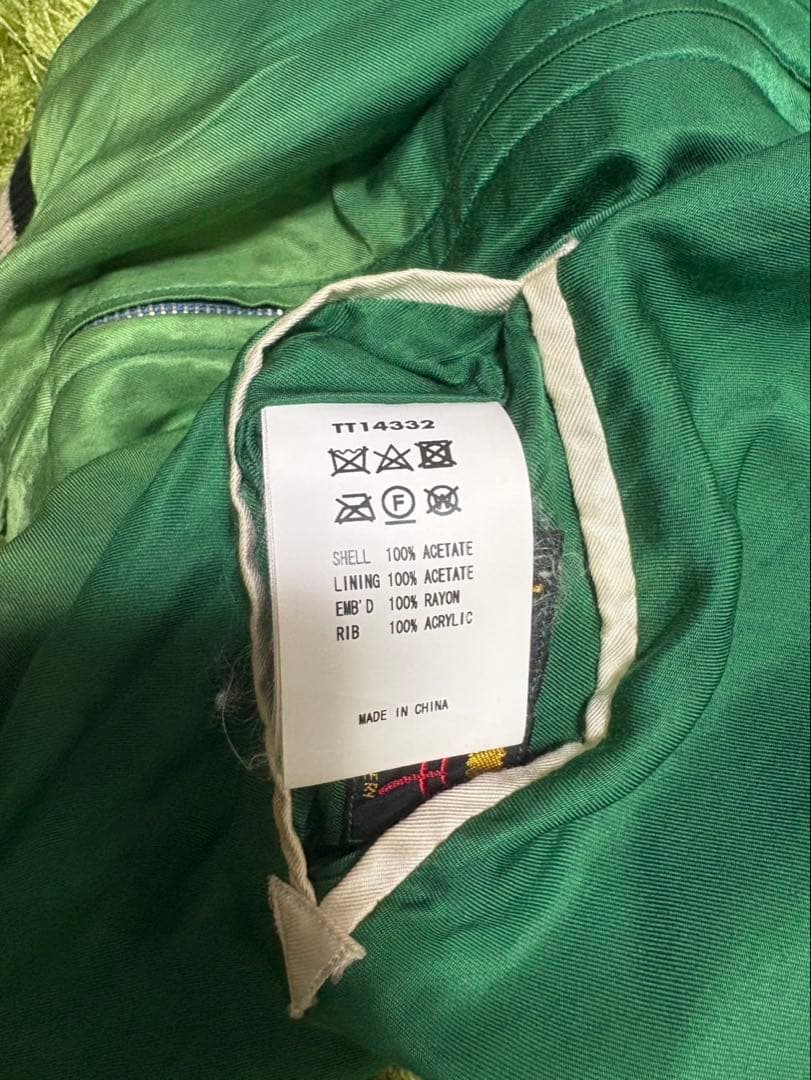 TT14332
F
W
SHELL 100% ACETATE
LINING 100% ACETATE
EMB'D 100% RAYON
RIB 100% ACRYLIC
MADE IN CHINA